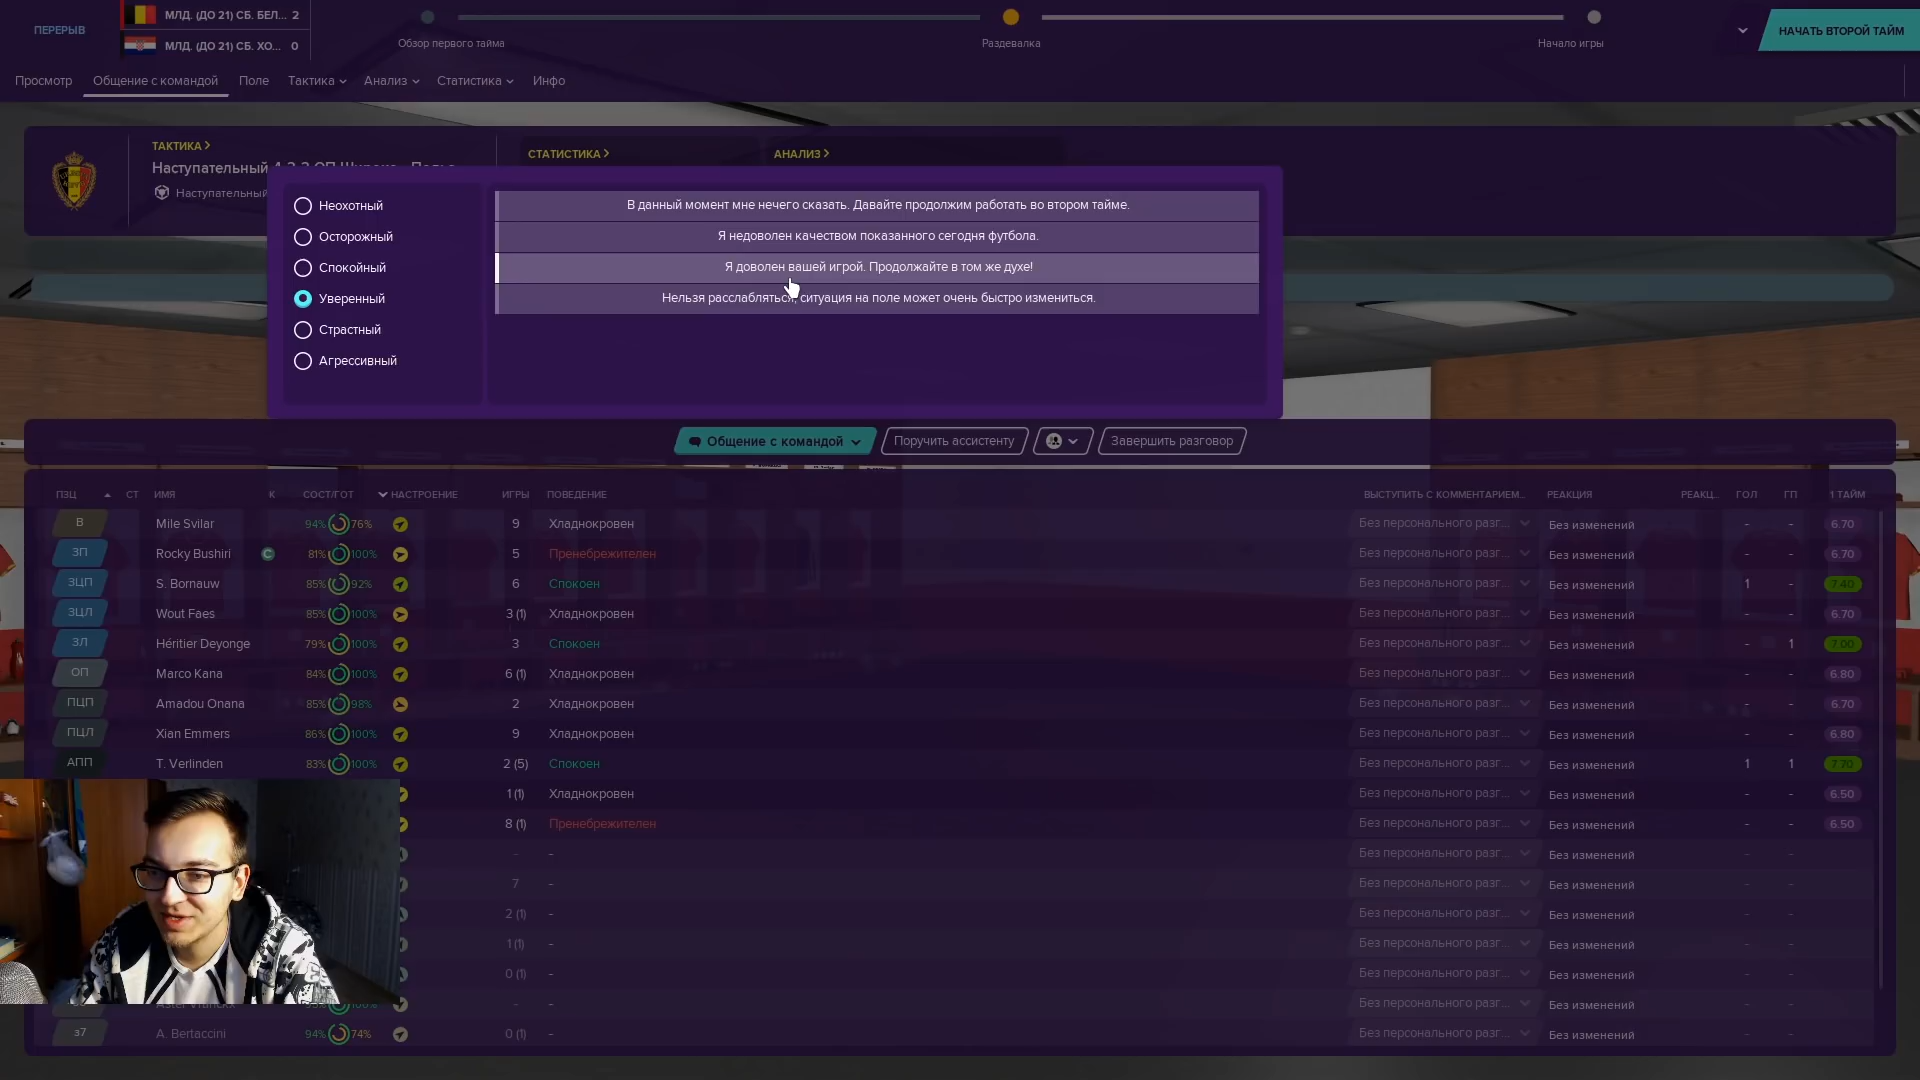 ПЕРЕРЫВ
МЛД. (ДО 21) СБ. БЕЛ... 2
МЛД. (ДО 21) СБ. ХО... 0
Обзор первого тайма
Раздевалка
Начало игры
НАЧАТЬ ВТОРОЙ ТАЙМ
Просмотр Общение с командой Поле Тактика Анализ Статистика Инфо
ТАКТИКА
СТАТИСТИКА
АНАЛИЗ
Наступательный
Наступательный
Неохотный
Осторожный
Спокойный
Уверенный
Страстный
Агрессивный
В данный момент мне нечего сказать. Давайте продолжим работать во втором тайме.
Я недоволен качеством показанного сегодня футбола.
Я доволен вашей игрой. Продолжайте в том же духе!
Нельзя расслабляться, ситуация на поле может очень быстро измениться.
Общение с командой Поручить ассистенту Завершить разговор
ПЗЦ СТ ИМЯ К СОСТ/ГОТ НАСТРОЕНИЕ ИГРЫ ПОВЕДЕНИЕ ВЫСТУПИТЬ С КОММЕНТАРИЕМ... РЕАКЦИЯ РЕАКЦ... ГОЛ ГП 1 ТАЙМ
В Mile Svilar 94% 76% 9 Хладнокровен Без персонального разг... Без изменений - - 6.70
ЗП Rocky Bushiri C 81% 100% 5 Пренебрежителен Без персонального разг... Без изменений - - 6.70
ЗЦП S. Bornauw 85% 92% 6 Спокоен Без персонального разг... Без изменений 1 - 7.40
ЗЦЛ Wout Faes 85% 100% 3 (1) Хладнокровен Без персонального разг... Без изменений - - 6.70
ЗЛ Héritier Deyonge 79% 100% 3 Спокоен Без персонального разг... Без изменений - 1 7.00
ОП Marco Kana 84% 100% 6 (1) Хладнокровен Без персонального разг... Без изменений - - 6.80
ПЦП Amadou Onana 85% 98% 2 Хладнокровен Без персонального разг... Без изменений - - 6.70
ПЦЛ Xian Emmers 86% 100% 9 Хладнокровен Без персонального разг... Без изменений - - 6.80
АПП T. Verlinden 83% 100% 2 (5) Спокоен Без персонального разг... Без изменений 1 1 7.70
1 (1) Хладнокровен Без персонального разг... Без изменений - - 6.50
8 (1) Пренебрежителен Без персонального разг... Без изменений - - 6.50
- - Без персонального разг... Без изменений - -
7 - Без персонального разг... Без изменений - -
2 (1) - Без персонального разг... Без изменений - -
1 (1) - Без персонального разг... Без изменений - -
0 (1) - Без персонального разг... Без изменений - -
- - Без персонального разг... Без изменений - -
з7 A. Bertaccini 94% 74% 0 (1) - Без персонального разг... Без изменений - -